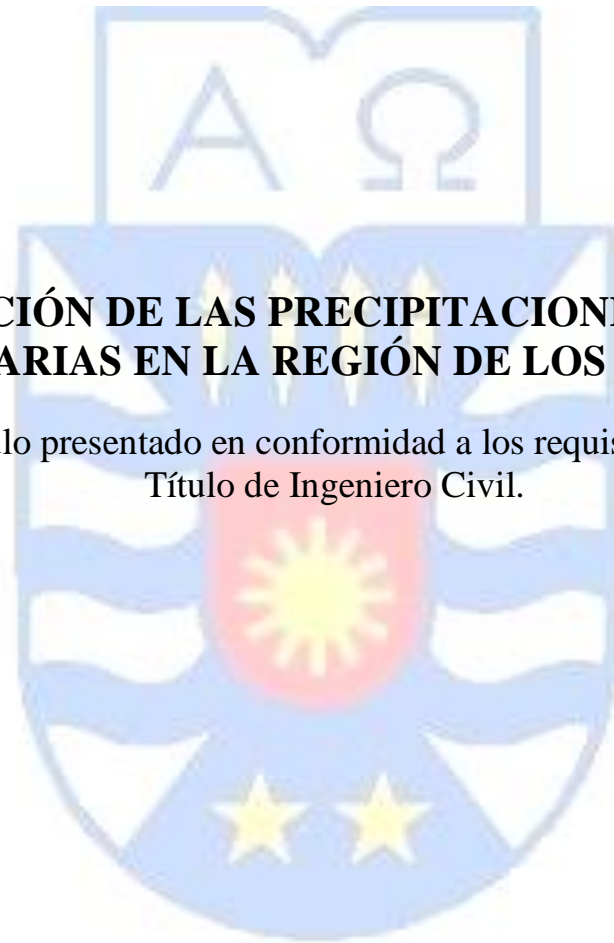 Α Ω
CIÓN DE LAS PRECIPITACION
ARIAS EN LA REGIÓN DE LOS
lo presentado en conformidad a los requis
Título de Ingeniero Civil.